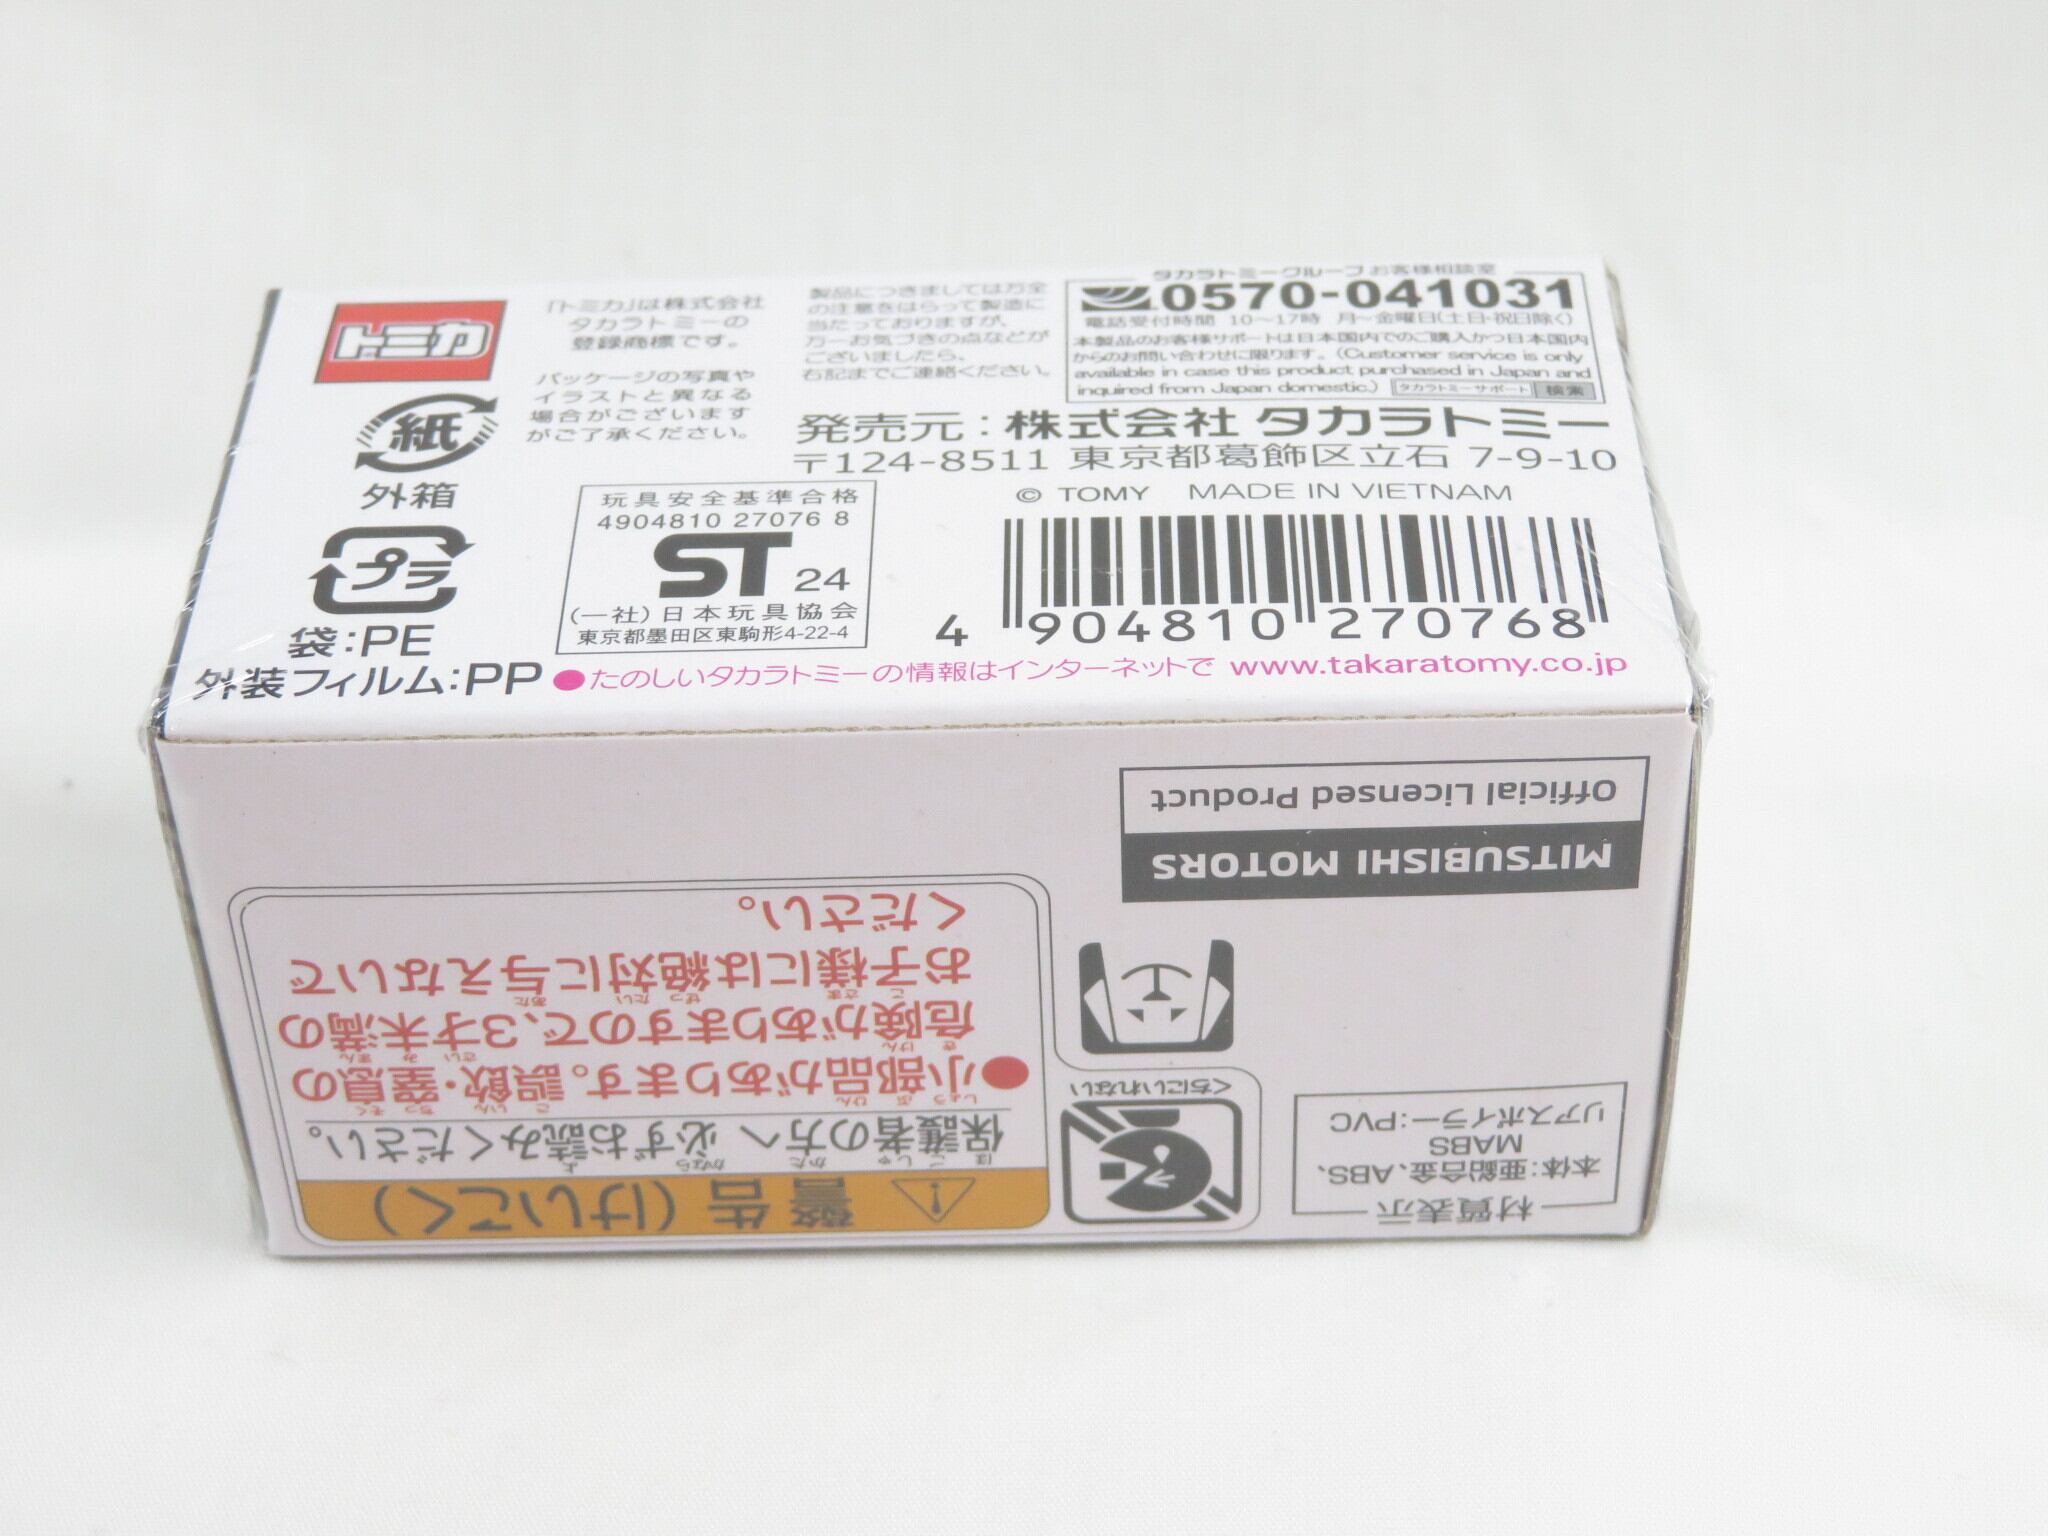 トミカ
「トミカ」は株式会社
タカラトミーの
登録商標です。
パッケージの写真や
イラストと異なる
場合がございます
がご了承ください。
製品につきましては万全
の注意をはらって製造に
当たっておりますが、
万一お気づきの点などが
ございましたら、
右記までご連絡ください。
タカラトミーグループお客様相談室
0570-041031
電話受付時間 10〜17時 月〜金曜日(土日・祝日除く)
本製品のお客様サポートは日本国内でのご購入かつ日本国内
からのお問い合わせに限ります。(Customer service is only
available in case this product purchased in Japan and
inquired from Japan domestic.) タカラトミーサポート 検索
発売元：株式会社 タカラトミー
〒124-8511 東京都葛飾区立石 7-9-10
© TOMY MADE IN VIETNAM
紙
外箱
プラ
袋：PE
外装フィルム：PP
玩具安全基準合格
4904810 27076 8
ST 24
(一社)日本玩具協会
東京都墨田区東駒形4-22-4
4 904810 270768
●たのしいタカラトミーの情報はインターネットで www.takaratomy.co.jp
材質表示
本体：亜鉛合金、ABS、
MABS
リアスポイラー：PVC
くちにいれない
警告(けいこく)
保護者の方へ 必ずお読みください。
●小部品があります。誤飲・窒息の
危険がありますので、3才未満の
お子様には絶対に与えないで
ください。
MITSUBISHI MOTORS
Official Licensed Product